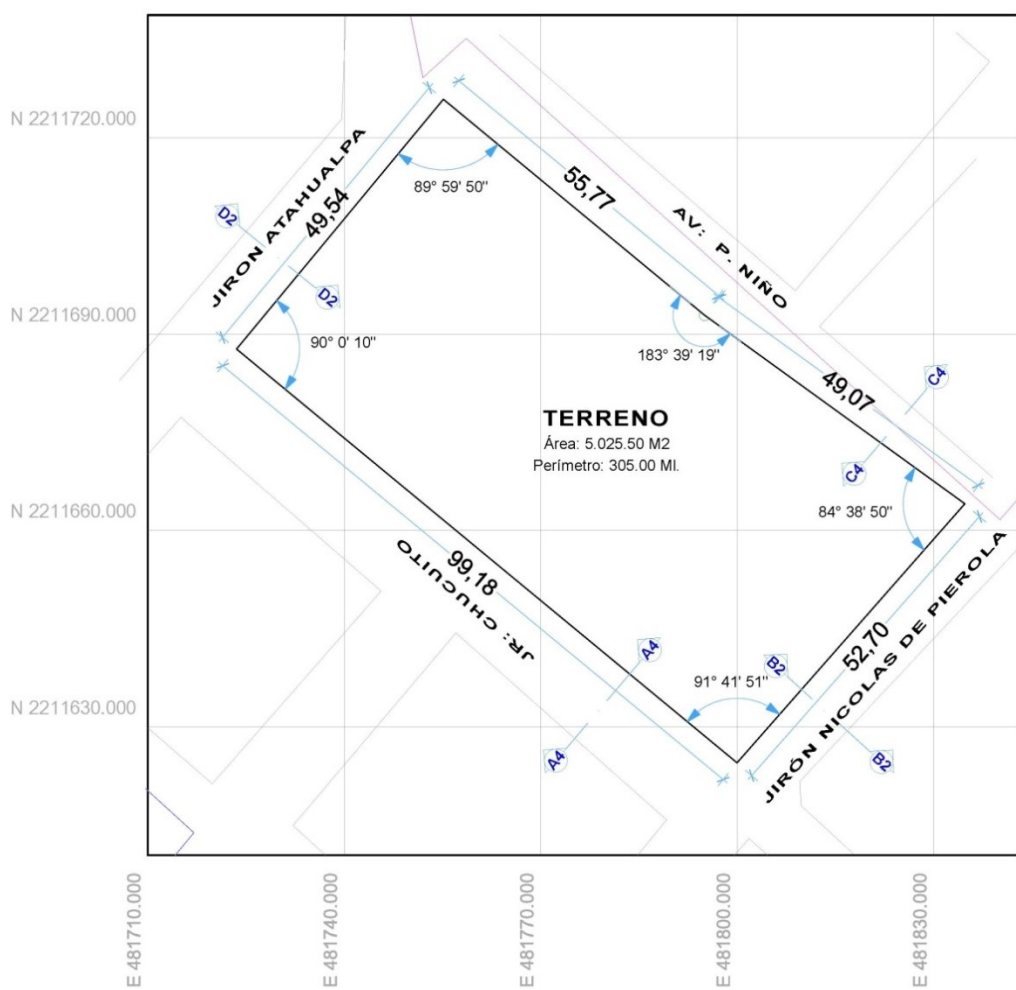 N 2211720.000
N 2211690.000
N 2211660.000
N 2211630.000
JIRON ATAHUALPA
49,54
D2
D2
89° 59' 50"
90° 0' 10"
55,77
AV: P. NIÑO
183° 39' 19"
49,07
C4
C4
TERRENO
Área: 5.025.50 M2
Perímetro: 305.00 Ml.
84° 38' 50"
99,18
JR: CHUCUITO
A4
A4
91° 41' 51"
B2
B2
52,70
JIRÓN NICOLAS DE PIEROLA
E 481710.000
E 481740.000
E 481770.000
E 481800.000
E 481830.000